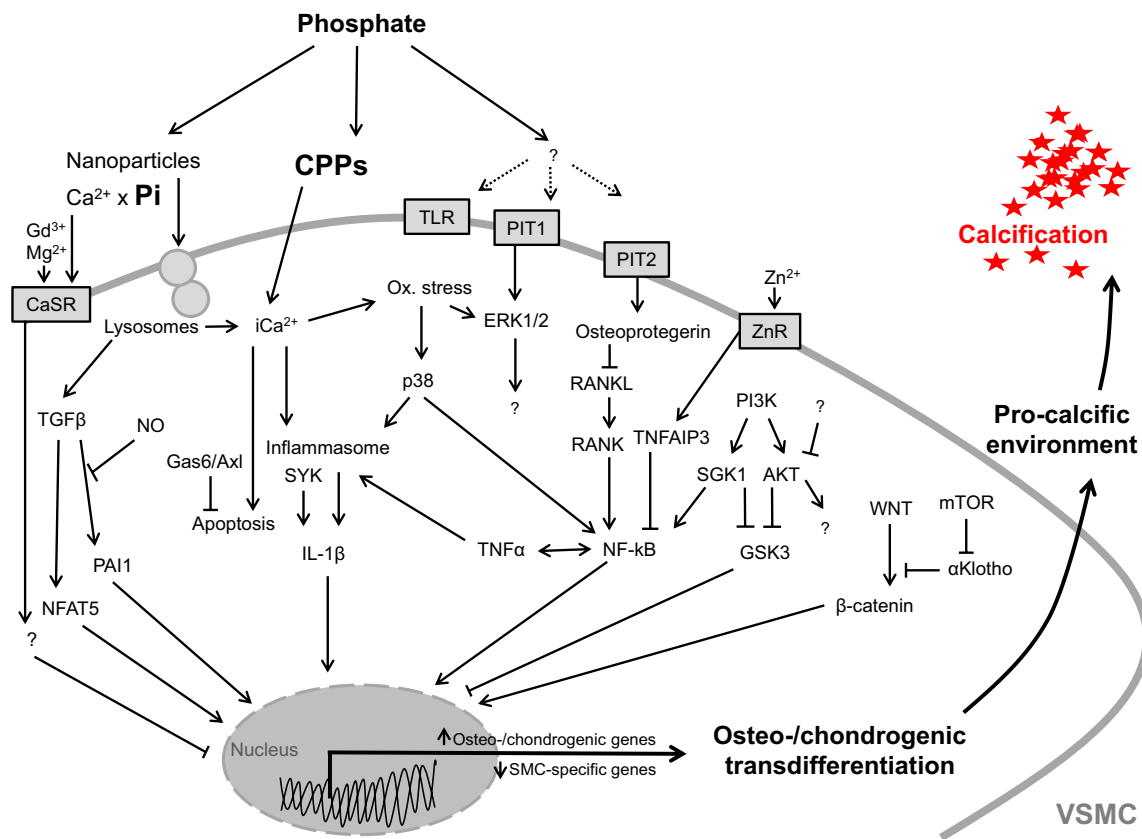 Phosphate
Nanoparticles
Ca²⁺ x Pi
CPPs
?
Gd³⁺
Mg²⁺
CaSR
TLR
PIT1
PIT2
Zn²⁺
ZnR
Calcification
Lysosomes
iCa²⁺
Ox. stress
ERK1/2
Osteoprotegerin
p38
?
RANKL
TGFβ
NO
PI3K
?
Pro-calcific
environment
Gas6/Axl
Inflammasome
SYK
RANK
TNFAIP3
SGK1
AKT
Apoptosis
IL-1β
TNFα
NF-kB
GSK3
?
WNT
mTOR
PAI1
αKlotho
NFAT5
β-catenin
?
Nucleus
Osteo-/chondrogenic genes
SMC-specific genes
Osteo-/chondrogenic
transdifferentiation
VSMC